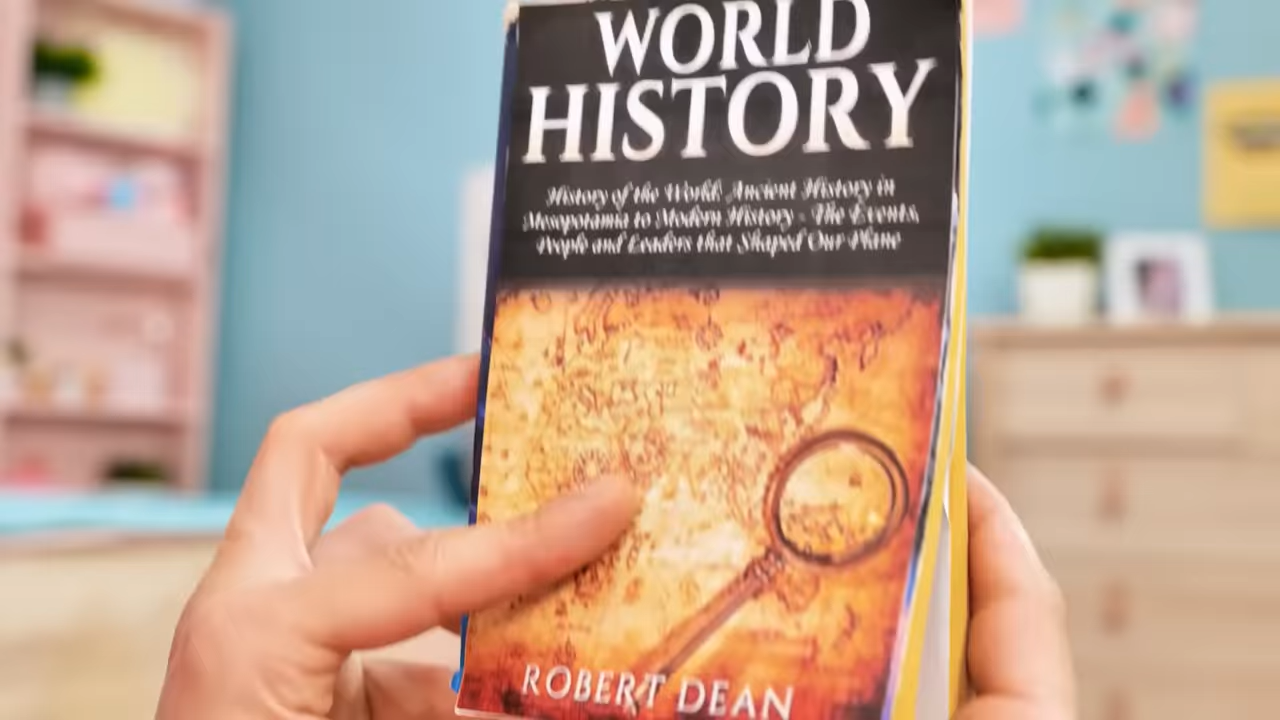 WORLD
HISTORY
History of the World: Ancient History in
Mesopotamia to Modern History - The Events,
People and Leaders that Shaped Our Plane
ROBERT DEAN